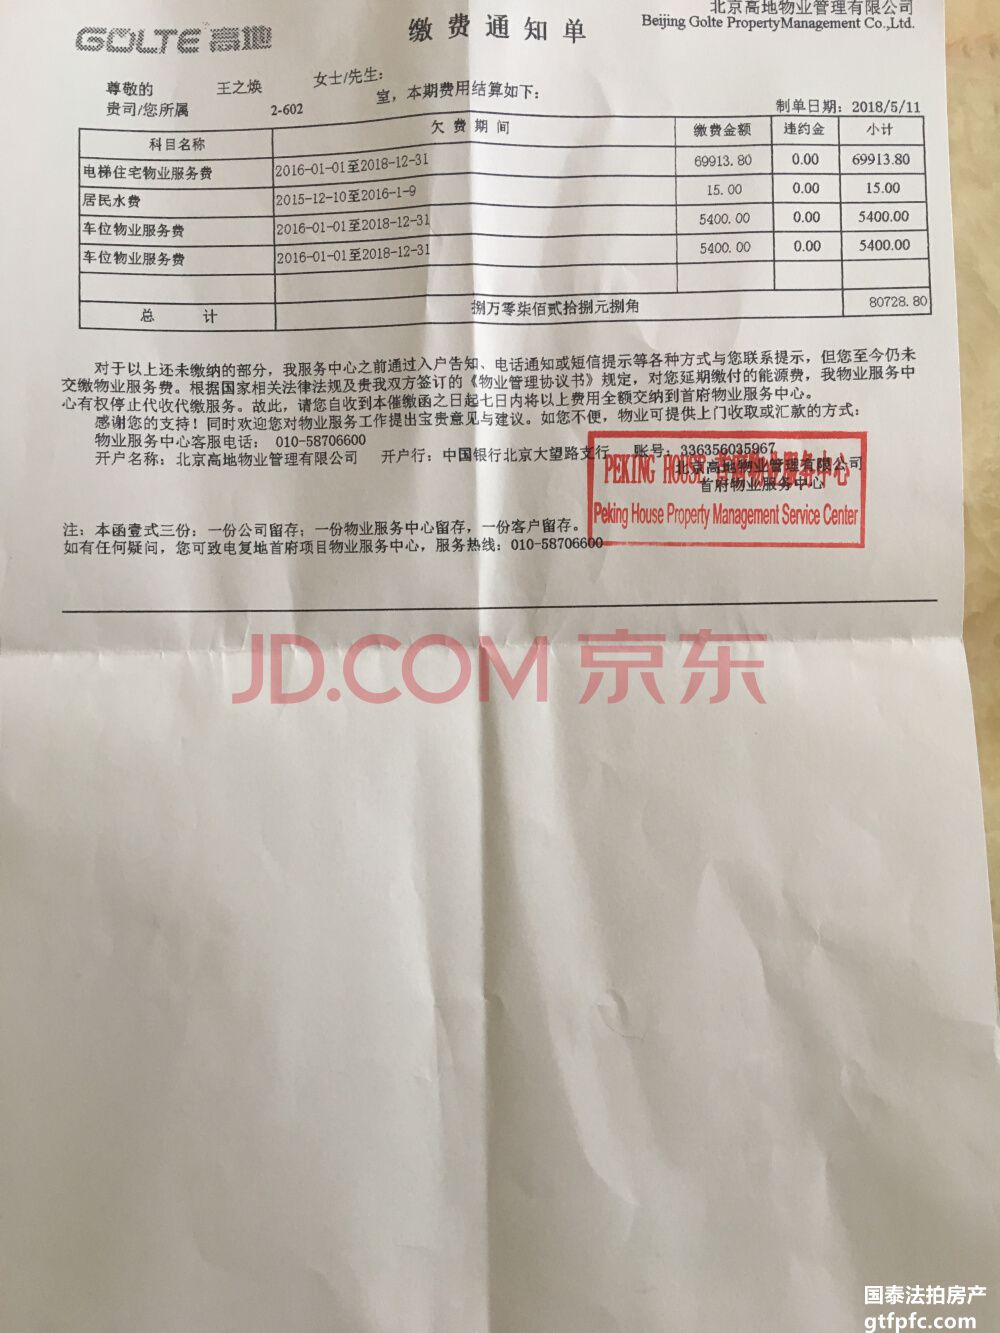 GOLTE 高地
缴费通知单
北京高地物业管理有限公司
Beijing Golte PropertyManagement Co.,Ltd.
尊敬的 王之焕 女士/先生：
贵司/您所属 2-602 室，本期费用结算如下：
制单日期：2018/5/11
科目名称 欠费期间 缴费金额 违约金 小计
电梯住宅物业服务费 2016-01-01至2018-12-31 69913.80 0.00 69913.80
居民水费 2015-12-10至2016-1-9 15.00 0.00 15.00
车位物业服务费 2016-01-01至2018-12-31 5400.00 0.00 5400.00
车位物业服务费 2016-01-01至2018-12-31 5400.00 0.00 5400.00
总 计 捌万零柒佰贰拾捌元捌角 80728.80
对于以上还未缴纳的部分，我服务中心之前通过入户告知、电话通知或短信提示等各种方式与您联系提示，但您至今仍未
交缴物业服务费。根据国家相关法律法规及贵我双方签订的《物业管理协议书》规定，对您延期缴付的能源费，我物业服务中
心有权停止代收代缴服务。故此，请您自收到本催缴函之日起七日内将以上费用全额交纳到首府物业服务中心。
感谢您的支持！同时欢迎您对物业服务工作提出宝贵意见与建议。如您不便，物业可提供上门收取或汇款的方式：
物业服务中心客服电话： 010-58706600
开户名称：北京高地物业管理有限公司 开户行：中国银行北京大望路支行 账号：336356035967
北京高地物业管理有限公司
首府物业服务中心
PEKING HOUSE 首府物业服务中心
Peking House Property Management Service Center
注：本函壹式三份：一份公司留存；一份物业服务中心留存，一份客户留存。
如有任何疑问，您可致电复地首府项目物业服务中心，服务热线：010-58706600
JD.COM 京东
国泰法拍房产
gtfpfc.com